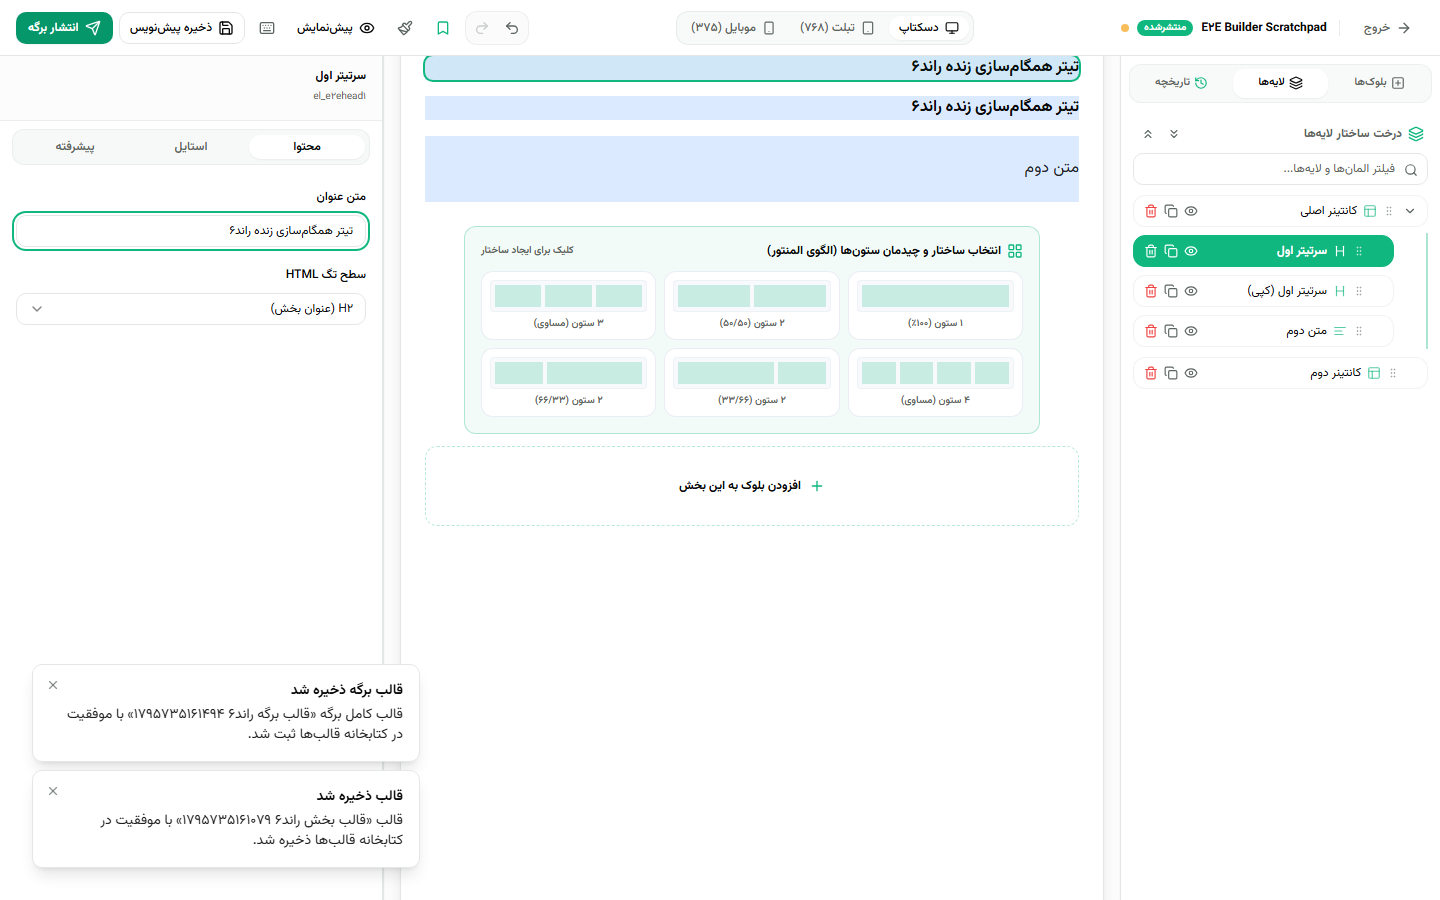 خروج
E۲E Builder Scratchpad
منتشرشده
دسکتاپ
تبلت (۷۶۸)
موبایل (۳۷۵)
پیش‌نمایش
ذخیره پیش‌نویس
انتشار برگه
بلوک‌ها
لایه‌ها
تاریخچه
درخت ساختار لایه‌ها
فیلتر المان‌ها و لایه‌ها...
کانتینر اصلی
سرتیتر اول
سرتیتر اول (کپی)
متن دوم
کانتینر دوم
تیتر همگام‌سازی زنده راند۶
تیتر همگام‌سازی زنده راند۶
متن دوم
انتخاب ساختار و چیدمان ستون‌ها (الگوی المنتور)
کلیک برای ایجاد ساختار
۱ ستون (۱۰۰٪)
۲ ستون (۵۰/۵۰)
۳ ستون (مساوی)
۴ ستون (مساوی)
۲ ستون (۳۳/۶۶)
۲ ستون (۶۶/۳۳)
افزودن بلوک به این بخش
سرتیتر اول
el_e۲ehead۱
محتوا
استایل
پیشرفته
متن عنوان
تیتر همگام‌سازی زنده راند۶
سطح تگ HTML
H۲ (عنوان بخش)
قالب برگه ذخیره شد
قالب کامل برگه «قالب برگه راند۶ ۱۷۹۵۷۳۵۱۶۱۴۹۴» با موفقیت
در کتابخانه قالب‌ها ثبت شد.
قالب ذخیره شد
قالب «قالب بخش راند۶ ۱۷۹۵۷۳۵۱۶۱۰۷۹» با موفقیت در
کتابخانه قالب‌ها ذخیره شد.